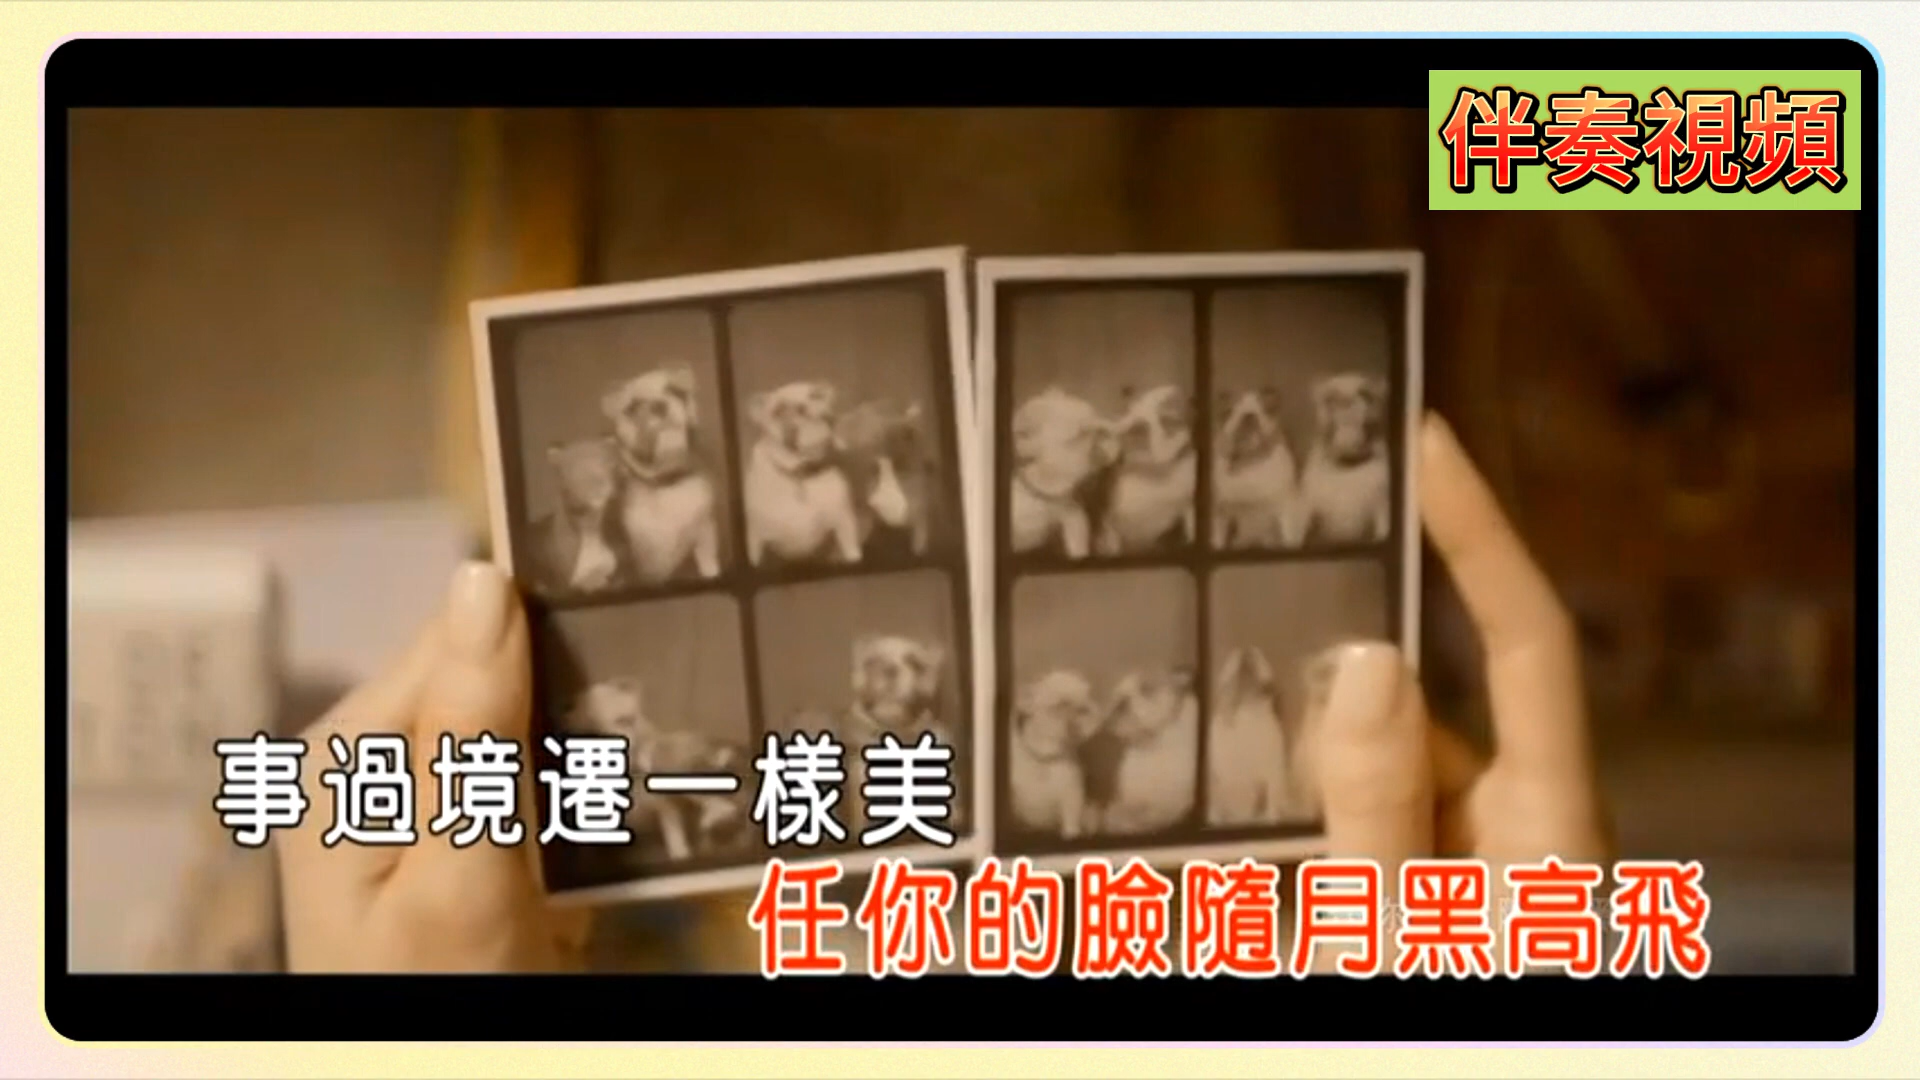 伴奏視頻
事過境遷一樣美
任你的臉隨月黑高飛